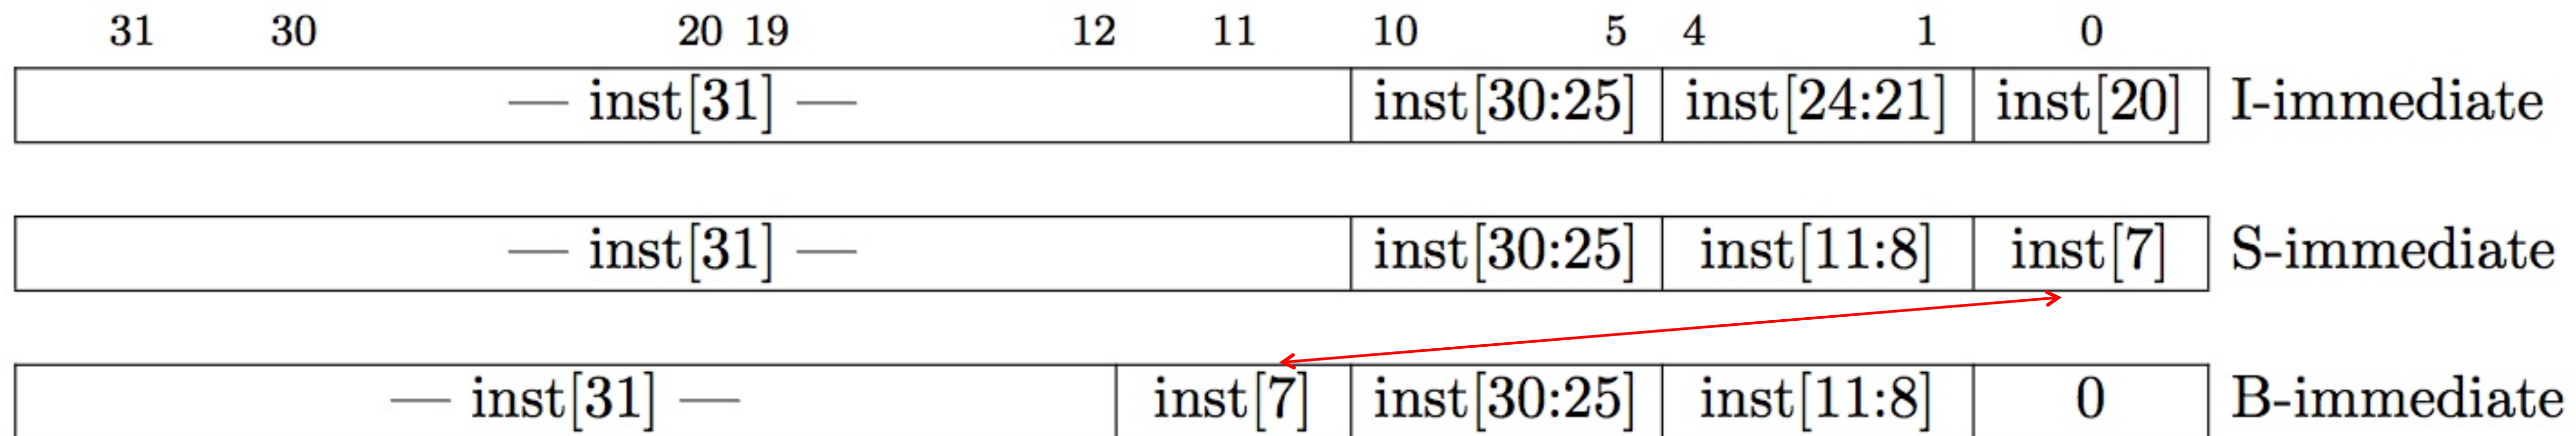 31 30 20 19 12 11 10 5 4 1 0
— inst[31] — inst[30:25] inst[24:21] inst[20] I-immediate
— inst[31] — inst[30:25] inst[11:8] inst[7] S-immediate
— inst[31] — inst[7] inst[30:25] inst[11:8] 0 B-immediate